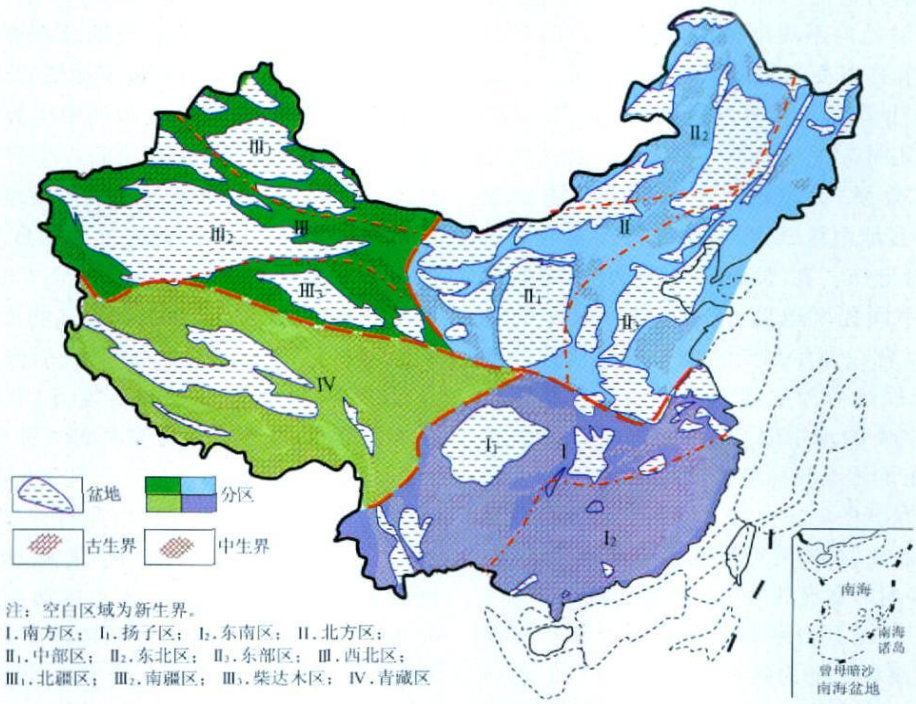 Ⅱ₂
Ⅲ₁
Ⅲ
Ⅱ
Ⅲ₂
Ⅲ₃
Ⅱ₁
Ⅱ₃
Ⅳ
Ⅰ₁
Ⅰ
Ⅰ₂
盆地
分区
古生界
中生界
注：空白区域为新生界。
Ⅰ.南方区；Ⅰ₁.扬子区；Ⅰ₂.东南区；Ⅱ.北方区；
Ⅱ₁.中部区；Ⅱ₂.东北区；Ⅱ₃.东部区；Ⅲ.西北区；
Ⅲ₁.北疆区；Ⅲ₂.南疆区；Ⅲ₃.柴达木区；Ⅳ.青藏区
南海
南海
诸岛
曾母暗沙
南海盆地